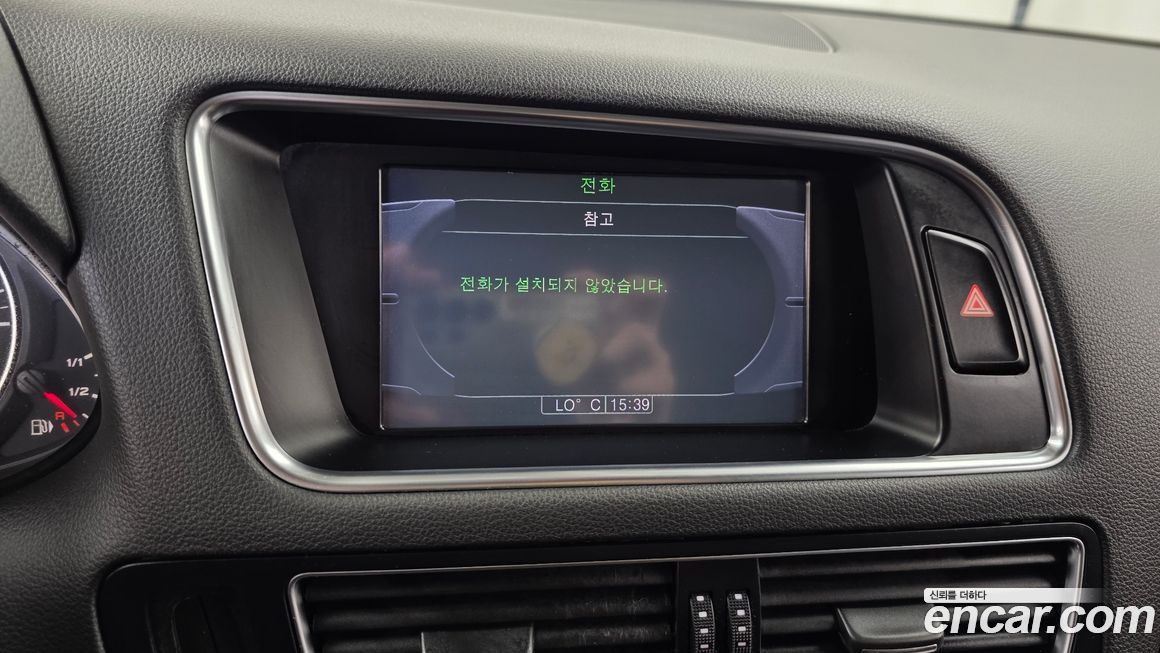 전화
참고
전화가 설치되지 않았습니다.
LO° C 15:39
1/1
1/2
R
신뢰를 더하다
encar.com